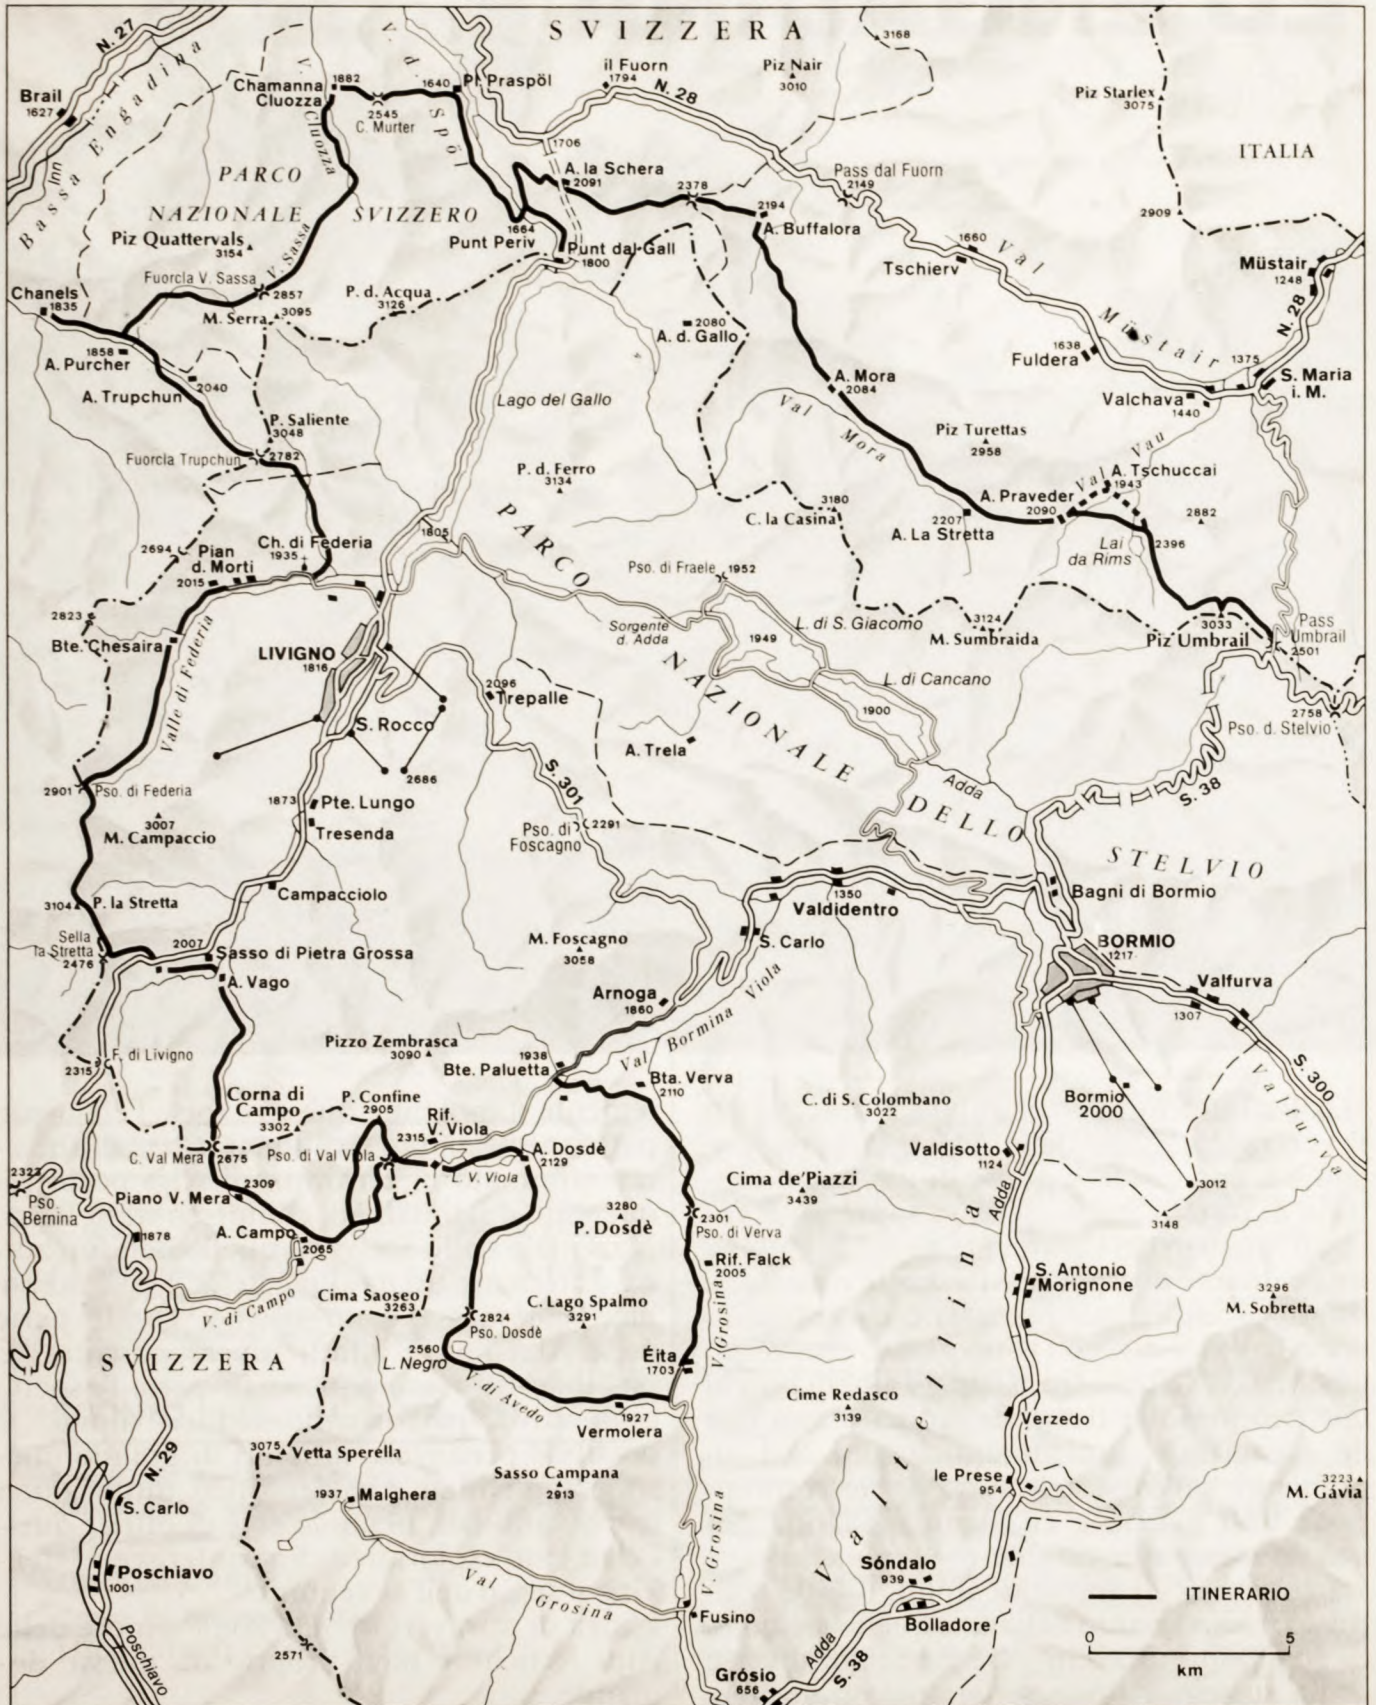 SVIZZERA
N. 27
Bassa Engadina
Inn
Brail
1627
V. Cluozza
V. d. Spöl
Chamanna
Cluozza
1882
2545
C. Murter
1640
Pl. Praspöl
il Fuorn
1794
N. 28
Piz Nair
3010
3168
Piz Starlex
3075
ITALIA
1706
PARCO
NAZIONALE SVIZZERO
A. la Schera
2091
2378
Pass dal Fuorn
2149
2194
A. Buffalora
2909
Piz Quattervals
3154
1664
Punt Periv
Punt dal Gall
1800
1660
Tschierv
Val Müstair
Müstair
1248
N. 28
Fuorcla V. Sassa
V. Sassa
2857
Chanels
1835
M. Serra
3095
P. d. Acqua
3126
2080
A. d. Gallo
1638
Fuldera
1375
S. Maria
i. M.
Valchava
1440
1858
A. Purcher
2040
A. Trupchun
A. Mora
2084
Val Mora
Lago del Gallo
P. Saliente
3048
Fuorcla Trupchun
2782
Piz Turettas
2958
Val Vau
A. Tschuccai
1943
P. d. Ferro
3134
3180
C. la Casina
A. Praveder
2090
2207
A. La Stretta
2882
Lai
da Rims
2396
PARCO
NAZIONALE
DELLO
STELVIO
1805
2694
Pian
d. Morti
2015
Ch. di Federia
1935
Pso. di Fraele
1952
2823
Bte. Chesaira
Valle di Federia
Sorgente
d. Adda
1949
L. di S. Giacomo
3124
M. Sumbraida
3033
Piz Umbrail
Pass
Umbrail
2501
LIVIGNO
1816
2096
Trepalle
L. di Cancano
1900
2758
Pso. d. Stelvio
S. Rocco
2686
A. Trela
Adda
S. 38
2901
Pso. di Federia
S. 301
3007
M. Campaccio
1873
Pte. Lungo
Tresenda
Pso. di
Foscagno
2291
3104
P. la Stretta
Campacciolo
1350
Valdidentro
Bagni di Bormio
Sella
la Stretta
2476
2007
Sasso di Pietra Grossa
A. Vago
M. Foscagno
3058
S. Carlo
BORMIO
1217
Arnoga
1860
Val Bormina Viola
Valfurva
1307
S. 300
Valfurva
F. di Livigno
2315
Pizzo Zembrasca
3090
1938
Bte. Paluetta
Bta. Verva
2110
C. di S. Colombano
3022
Bormio
2000
Corna di
Campo
3302
P. Confine
2905
Rif.
V. Viola
2315
C. Val Mera
2675
Pso. di Val Viola
A. Dosdè
2129
L. V. Viola
Valdisotto
1124
Adda
3012
2323
Pso.
Bernina
Piano V. Mera
2309
3280
P. Dosdè
Cima de'Piazzi
3439
2301
Pso. di Verva
3148
1878
A. Campo
2065
Rif. Falck
2005
S. Antonio
Morignone
V. di Campo
Cima Saoseo
3263
C. Lago Spalmo
3291
2824
Pso. Dosdè
V. Grosina
3296
M. Sobretta
SVIZZERA
2560
L. Negro
V. di Avedo
Éita
1703
Cime Redasco
3139
1927
Vermolera
Valtellina
Verzedo
N. 29
3075
Vetta Sperella
Sasso Campana
2913
le Prese
954
3223
M. Gávia
1937
Malghera
S. Carlo
V. Grosina
Poschiavo
1001
Val Grosina
Fusino
Sóndalo
939
Bolladore
ITINERARIO
0 5
km
Poschiavo
2571
Adda
S. 38
Grósio
656